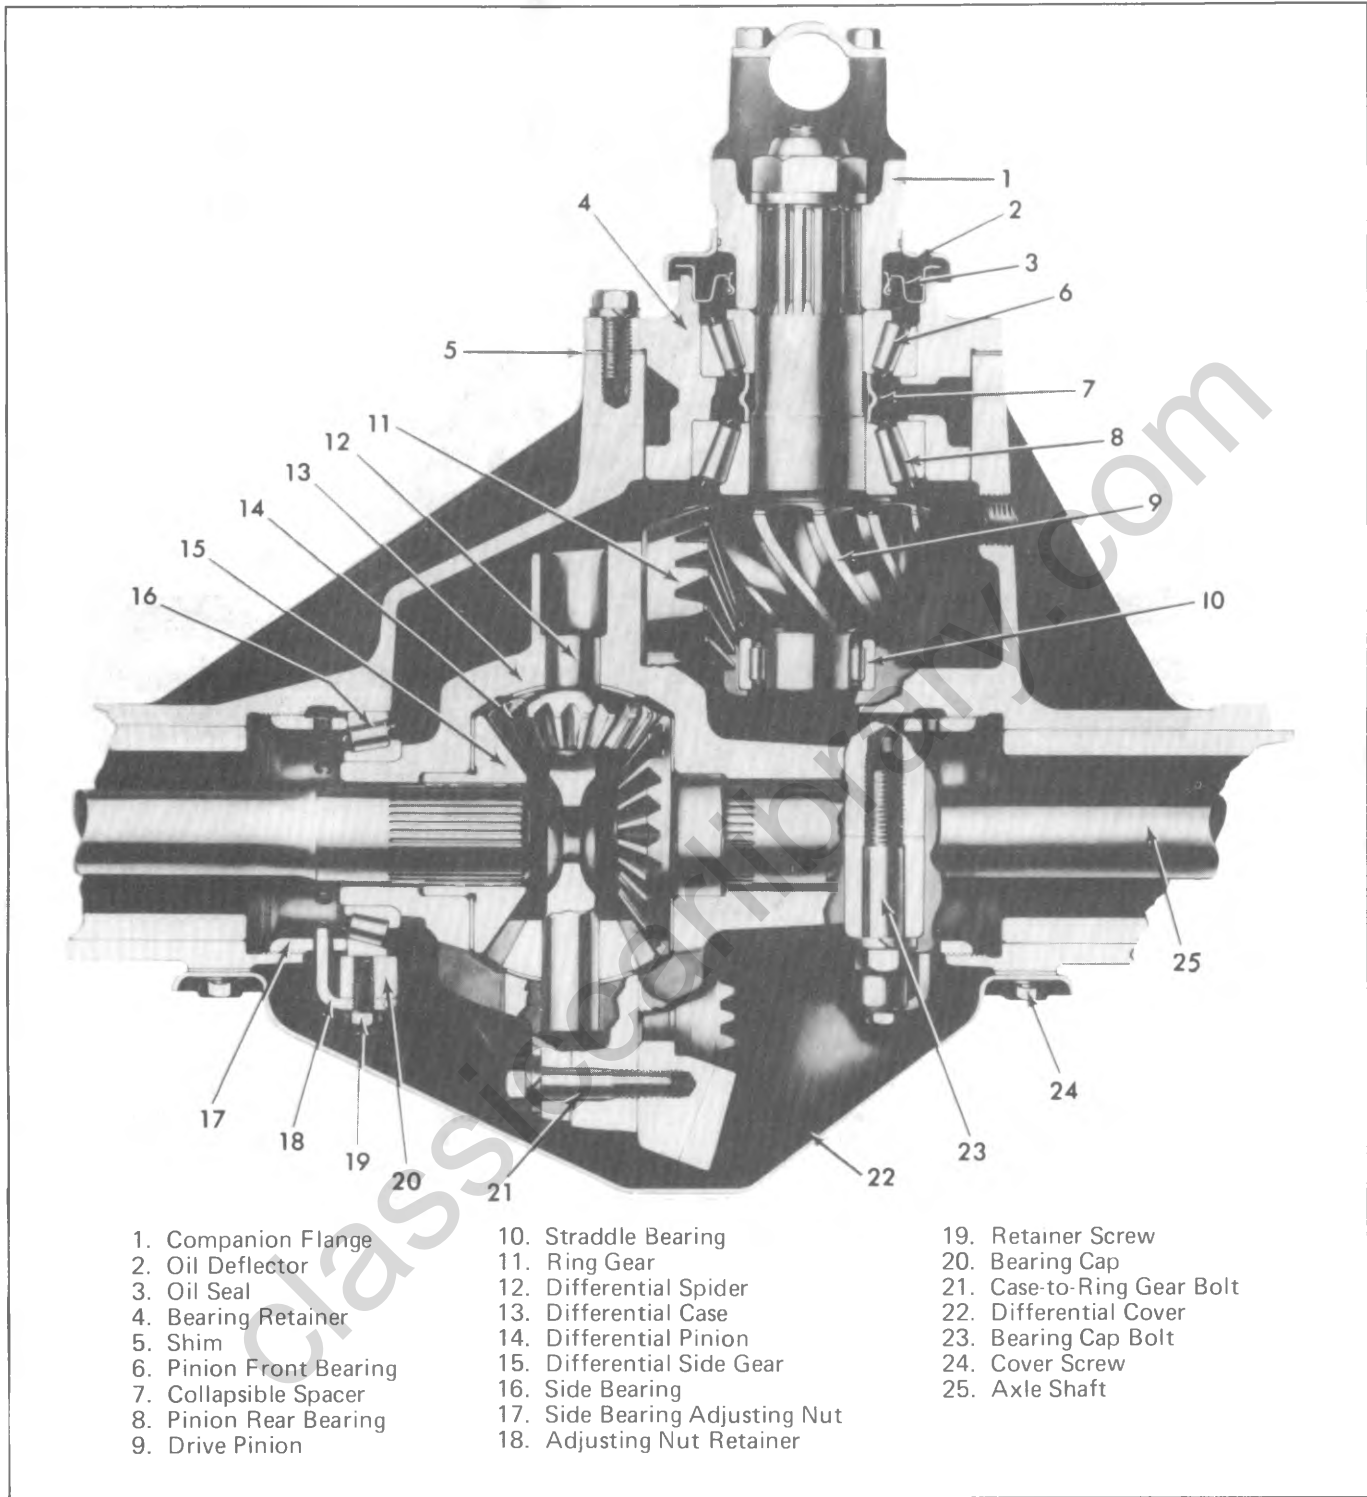 1
2
3
4
6
5
7
11
8
12
13
14
9
15
16
10
25
24
17
18
19
20
21
22
23
1. Companion Flange
2. Oil Deflector
3. Oil Seal
4. Bearing Retainer
5. Shim
6. Pinion Front Bearing
7. Collapsible Spacer
8. Pinion Rear Bearing
9. Drive Pinion
10. Straddle Bearing
11. Ring Gear
12. Differential Spider
13. Differential Case
14. Differential Pinion
15. Differential Side Gear
16. Side Bearing
17. Side Bearing Adjusting Nut
18. Adjusting Nut Retainer
19. Retainer Screw
20. Bearing Cap
21. Case-to-Ring Gear Bolt
22. Differential Cover
23. Bearing Cap Bolt
24. Cover Screw
25. Axle Shaft
classiccarlibrary.com